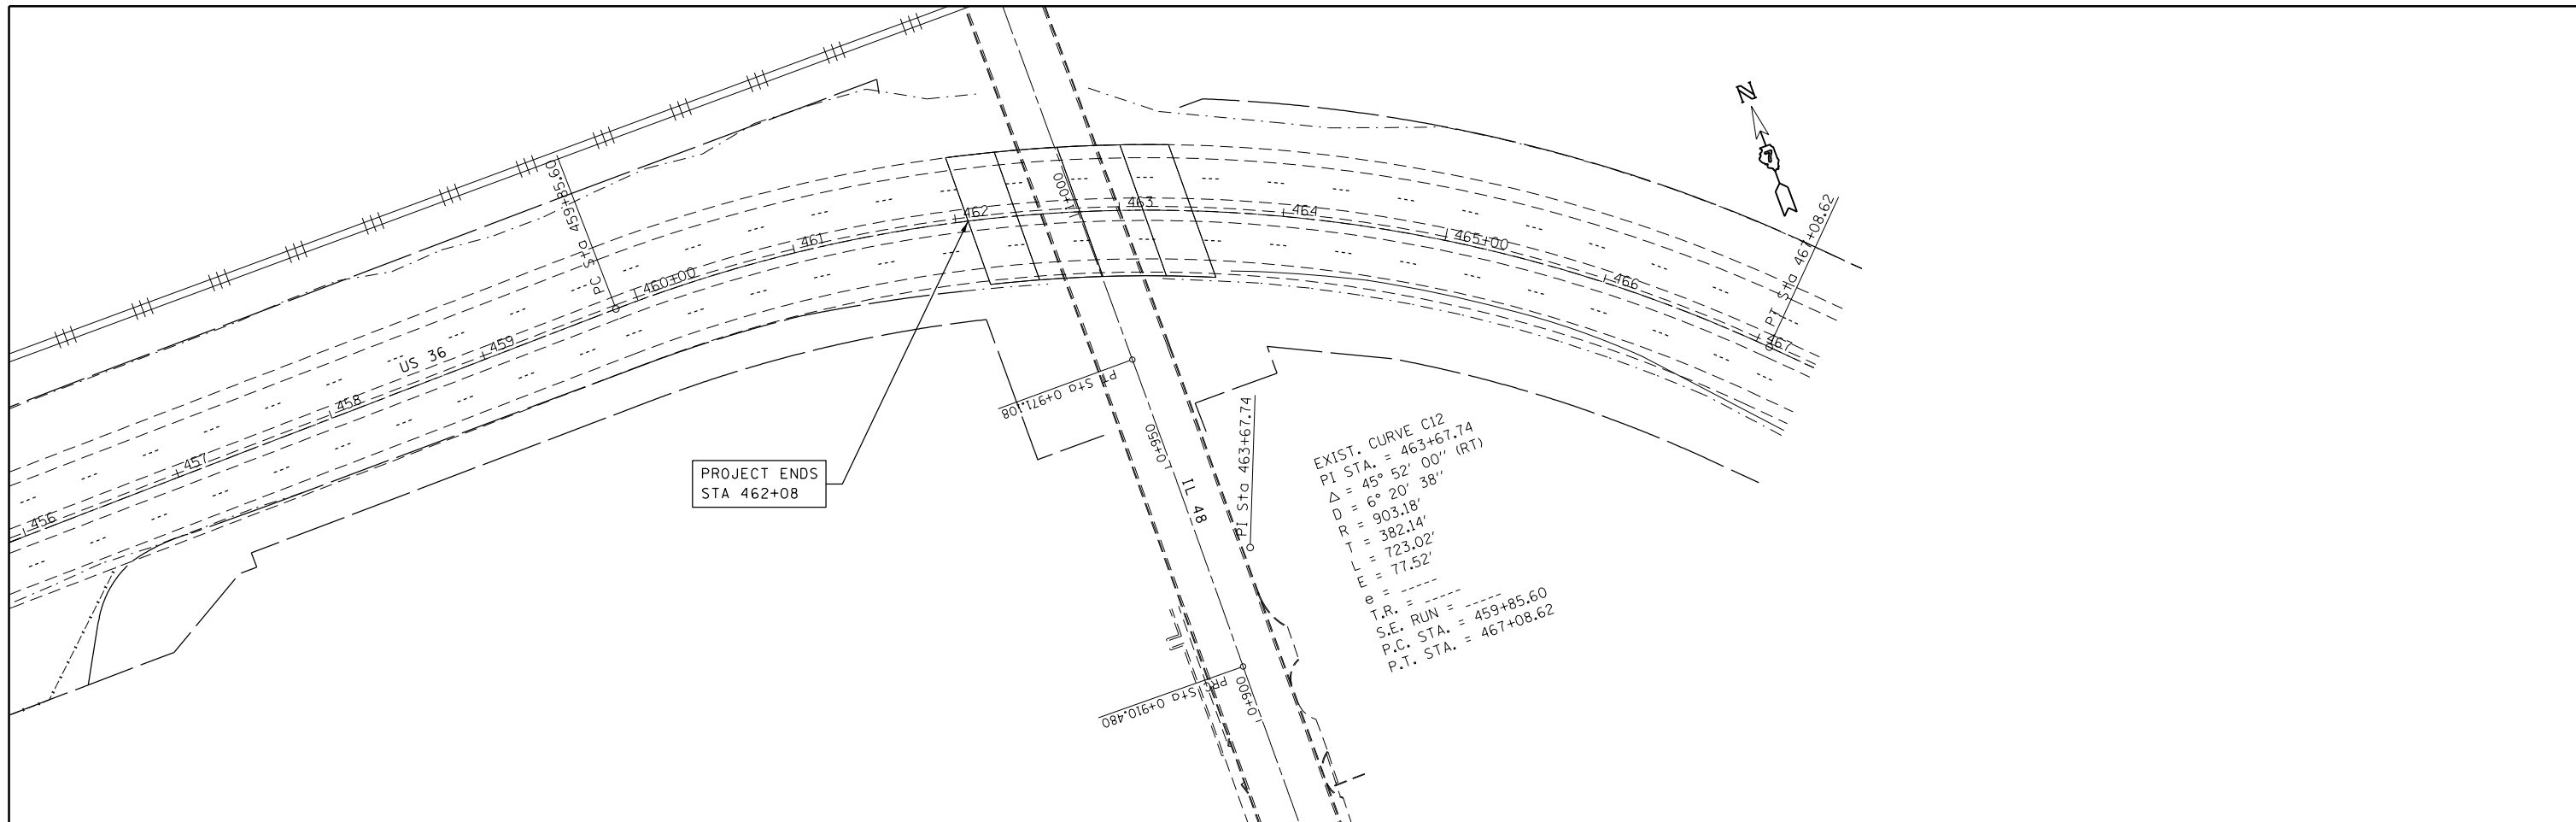 N
7
PC Sta 459+85.60
US 36
456
457
458
459
460+00
461
462
463
464
465+00
466
467
PT Sta 467+08.62
1+000
PT Sta 0+971.108
0+950
IL 48
PI Sta 463+67.74
PRC Sta 0+910.480
0+900
PROJECT ENDS
STA 462+08
EXIST. CURVE C12
PI STA. = 463+67.74
Δ = 45° 52' 00'' (RT)
D = 6° 20' 38''
R = 903.18'
T = 382.14'
L = 723.02'
E = 77.52'
e = -----
T.R. = -----
S.E. RUN = -----
P.C. STA. = 459+85.60
P.T. STA. = 467+08.62